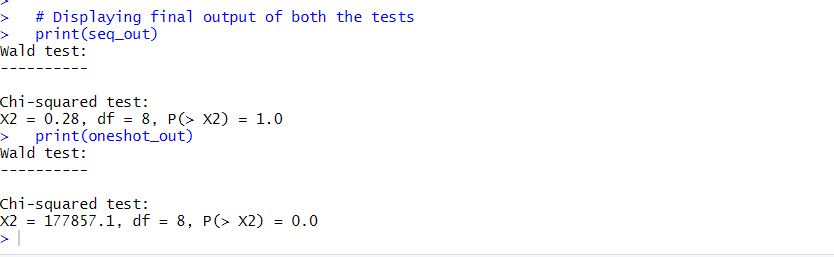 >
>   # Displaying final output of both the tests
>   print(seq_out)
Wald test:
----------
Chi-squared test:
X2 = 0.28, df = 8, P(> X2) = 1.0
>   print(oneshot_out)
Wald test:
----------
Chi-squared test:
X2 = 177857.1, df = 8, P(> X2) = 0.0
>